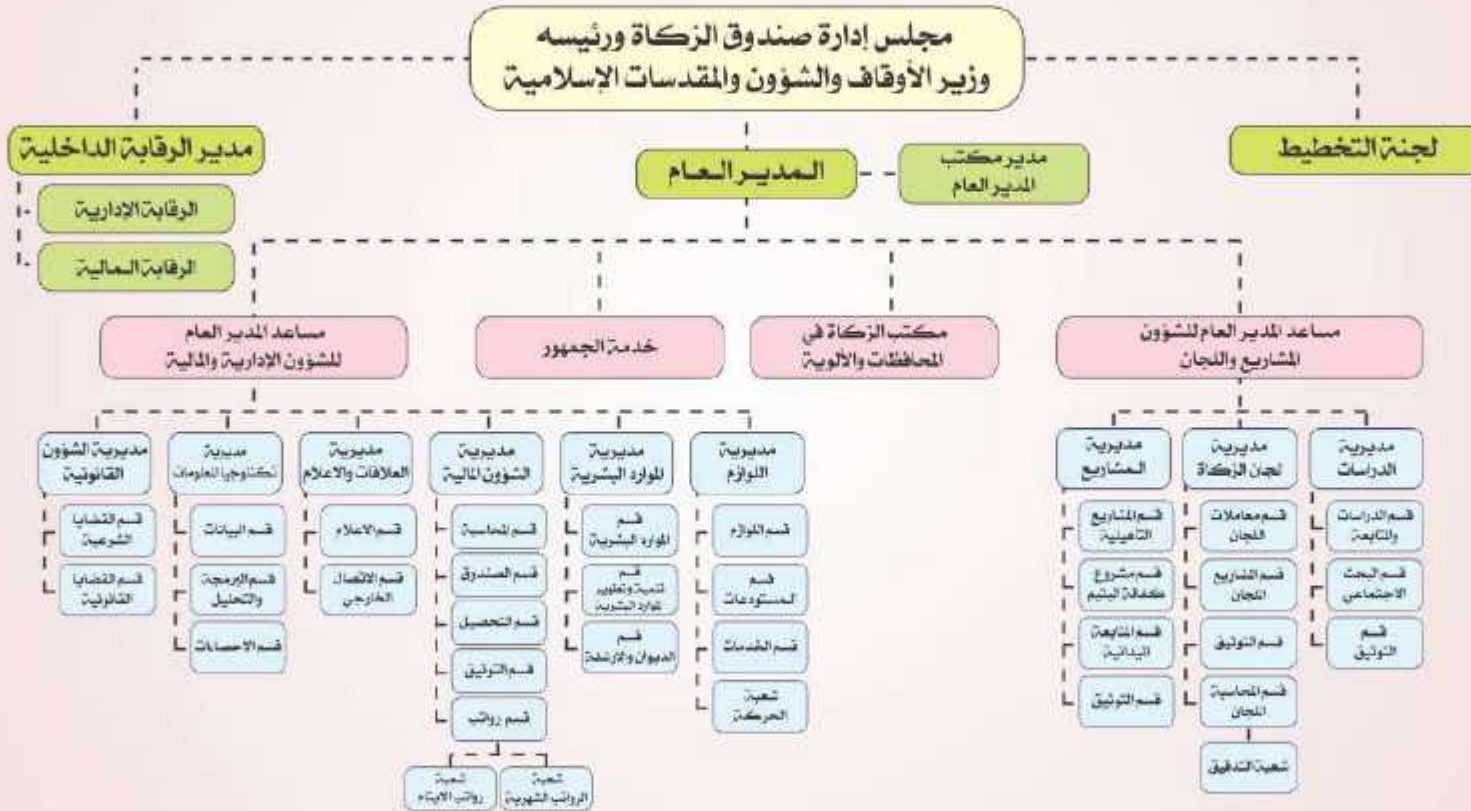 مجلس إدارة صندوق الزكاة ورئيسه
وزير الأوقاف والشؤون والمقدسات الإسلامية
لجنة التخطيط
مدير الرقابة الداخلية
الرقابة الإدارية
الرقابة المالية
المدير العام
مدير مكتب
المدير العام
مساعد المدير العام للشؤون
المشاريع واللجان
مكتب الزكاة في
المحافظات والألوية
خدمة الجمهور
مساعد المدير العام
للشؤون الإدارية والمالية
مديرية
الدراسات
قسم الدراسات
والمتابعة
قسم البحث
الاجتماعي
قسم
التوثيق
مديرية
لجان الزكاة
قسم معاملات
اللجان
قسم المشاريع
اللجان
قسم التوثيق
قسم المحاسبة
اللجان
شعبة التدقيق
مديرية
المشاريع
قسم المشاريع
التأهيلية
قسم مشروع
كفالة اليتيم
قسم المتابعة
الميدانية
قسم التوثيق
مديرية
اللوازم
قسم اللوازم
قسم
المستودعات
قسم الخدمات
شعبة
الحركة
مديرية
الموارد البشرية
قسم
الموارد البشرية
قسم
تنمية وتطوير
الموارد البشرية
قسم
الديوان والارشفة
مديرية
الشؤون المالية
قسم المحاسبة
قسم الصندوق
قسم التحصيل
قسم التوثيق
قسم رواتب
شعبة
الرواتب الشهرية
شعبة
رواتب الايتام
مديرية
العلاقات والاعلام
قسم الاعلام
قسم الاتصال
الخارجي
مديرية
تكنولوجيا المعلومات
قسم البيانات
قسم البرمجة
والتحليل
قسم الاحصاءات
مديرية الشؤون
القانونية
قسم القضايا
الشرعية
قسم القضايا
القانونية